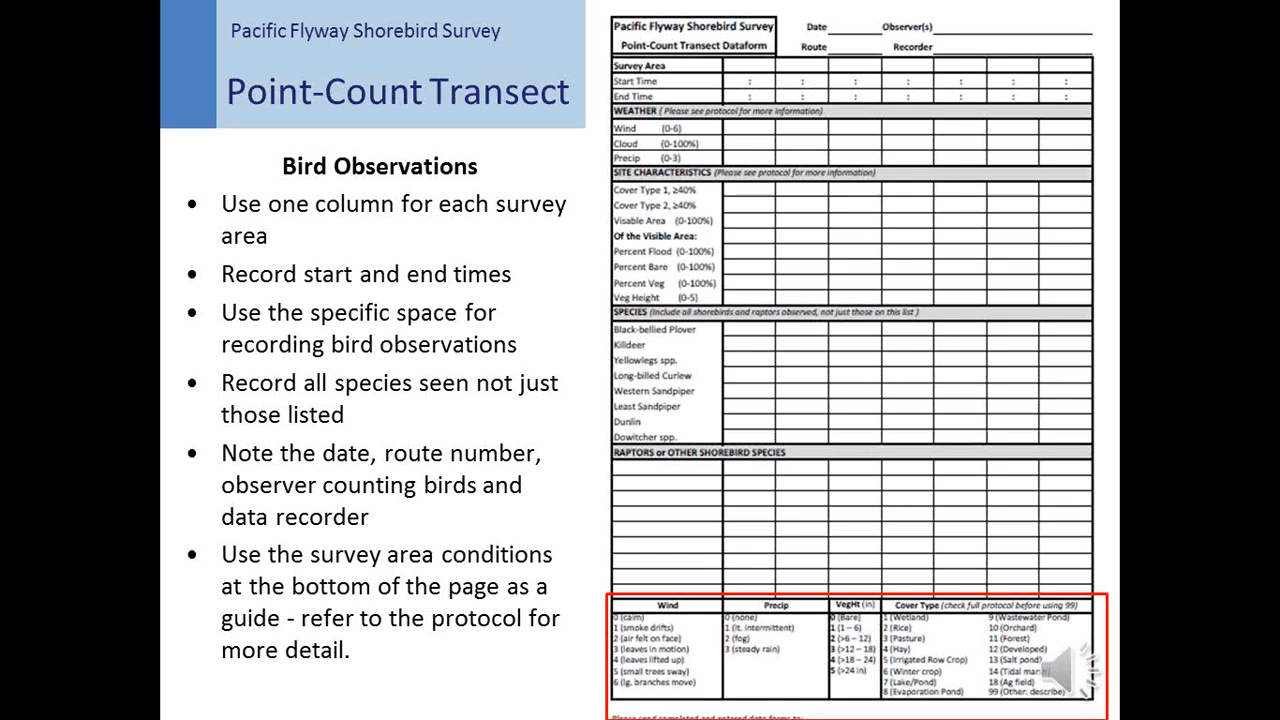 Pacific Flyway Shorebird Survey
Point-Count Transect
Bird Observations
• Use one column for each survey
area
• Record start and end times
• Use the specific space for
recording bird observations
• Record all species seen not just
those listed
• Note the date, route number,
observer counting birds and
data recorder
• Use the survey area conditions
at the bottom of the page as a
guide - refer to the protocol for
more detail.
Pacific Flyway Shorebird Survey Date Observer(s)
Point-Count Transect Dataform Route Recorder
Survey Area
Start Time : : : : : : :
End Time : : : : : : :
WEATHER ( Please see protocol for more information)
Wind (0-6)
Cloud (0-100%)
Precip (0-3)
SITE CHARACTERISTICS (Please see protocol for more information)
Cover Type 1, ≥40%
Cover Type 2, ≥40%
Visable Area (0-100%)
Of the Visible Area:
Percent Flood (0-100%)
Percent Bare (0-100%)
Percent Veg (0-100%)
Veg Height (0-5)
SPECIES (Include all shorebirds and raptors observed, not just those on this list )
Black-bellied Plover
Killdeer
Yellowlegs spp.
Long-billed Curlew
Western Sandpiper
Least Sandpiper
Dunlin
Dowitcher spp.
RAPTORS or OTHER SHOREBIRD SPECIES
Wind Precip VegHt (in) Cover Type (check full protocol before using 99)
0 (calm) 0 (none) 0 (Bare) 1 (Wetland) 9 (Wastewater Pond)
1 (smoke drifts) 1 (lt. intermittent) 1 (1 – 6) 2 (Rice) 10 (Orchard)
2 (air felt on face) 2 (fog) 2 (>6 – 12) 3 (Pasture) 11 (Forest)
3 (leaves in motion) 3 (steady rain) 3 (>12 – 18) 4 (Hay) 12 (Developed)
4 (leaves lifted up) 4 (>18 – 24) 5 (Irrigated Row Crop) 13 (Salt pond)
5 (small trees sway) 5 (>24 in) 6 (Winter crop) 14 (Tidal
6 (lg. branches move) 7 (Lake/Pond) 18 (Ag field)
8 (Evaporation Pond) 99 (Other: describe)
Please send completed and entered data forms to: